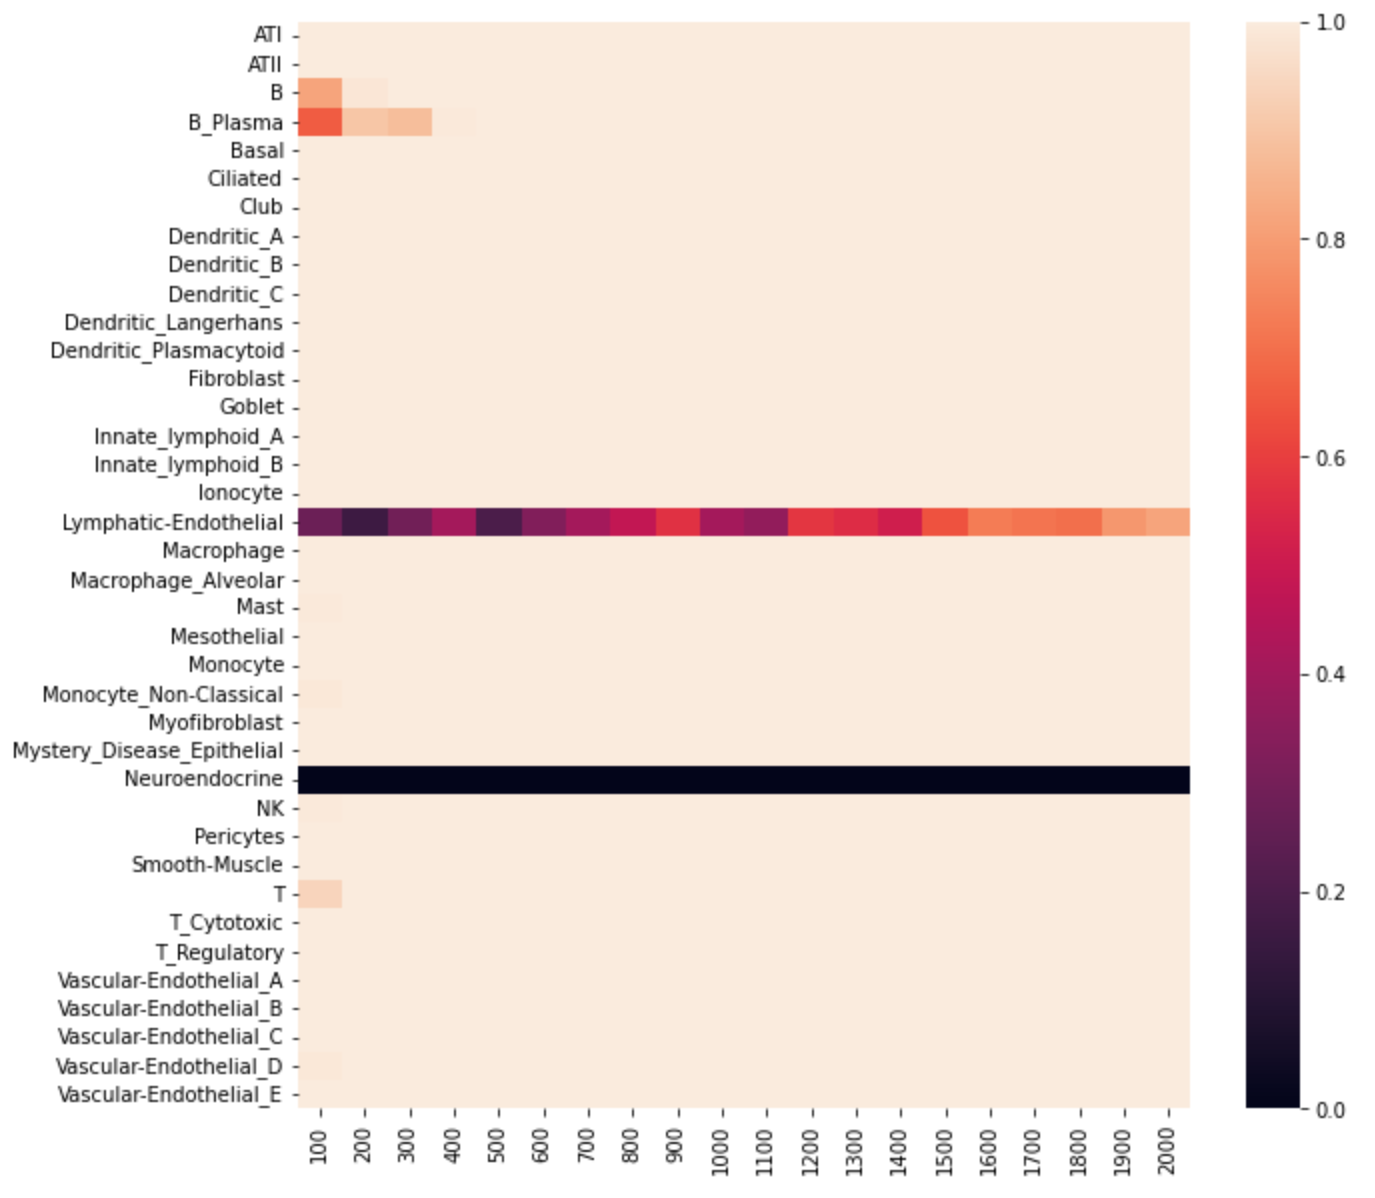 ATI
ATII
B
B_Plasma
Basal
Ciliated
Club
Dendritic_A
Dendritic_B
Dendritic_C
Dendritic_Langerhans
Dendritic_Plasmacytoid
Fibroblast
Goblet
Innate_lymphoid_A
Innate_lymphoid_B
Ionocyte
Lymphatic-Endothelial
Macrophage
Macrophage_Alveolar
Mast
Mesothelial
Monocyte
Monocyte_Non-Classical
Myofibroblast
Mystery_Disease_Epithelial
Neuroendocrine
NK
Pericytes
Smooth-Muscle
T
T_Cytotoxic
T_Regulatory
Vascular-Endothelial_A
Vascular-Endothelial_B
Vascular-Endothelial_C
Vascular-Endothelial_D
Vascular-Endothelial_E
100
200
300
400
500
600
700
800
900
1000
1100
1200
1300
1400
1500
1600
1700
1800
1900
2000
1.0
0.8
0.6
0.4
0.2
0.0